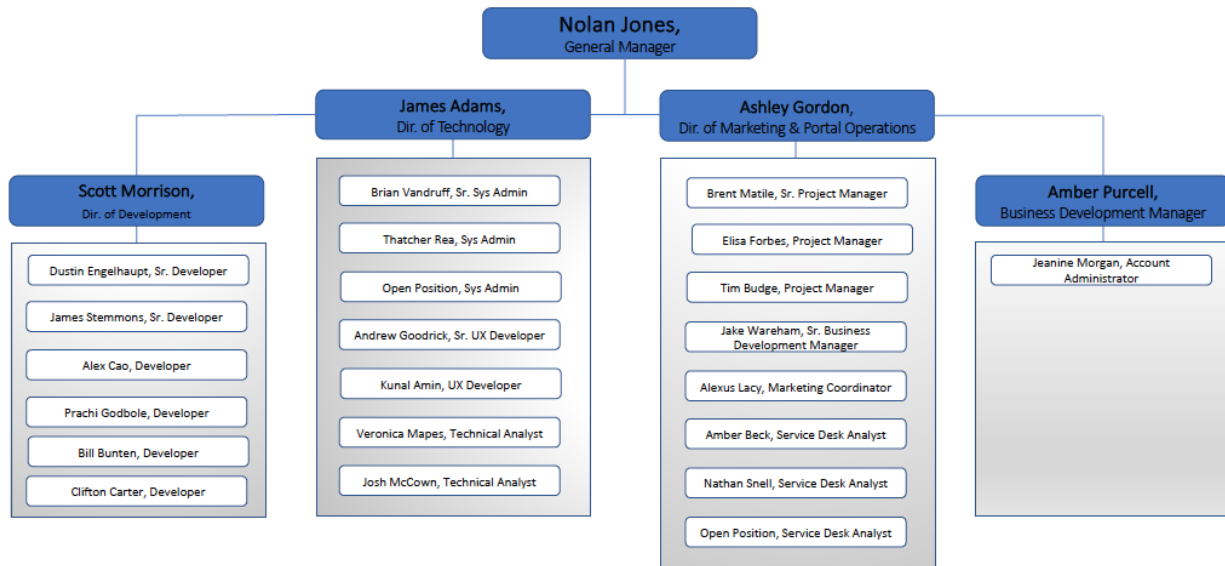 Nolan Jones,
General Manager
James Adams,
Dir. of Technology
Ashley Gordon,
Dir. of Marketing & Portal Operations
Scott Morrison,
Dir. of Development
Amber Purcell,
Business Development Manager
Dustin Engelhaupt, Sr. Developer
James Stemmons, Sr. Developer
Alex Cao, Developer
Prachi Godbole, Developer
Bill Bunten, Developer
Clifton Carter, Developer
Brian Vandruff, Sr. Sys Admin
Thatcher Rea, Sys Admin
Open Position, Sys Admin
Andrew Goodrick, Sr. UX Developer
Kunal Amin, UX Developer
Veronica Mapes, Technical Analyst
Josh McCown, Technical Analyst
Brent Matile, Sr. Project Manager
Elisa Forbes, Project Manager
Tim Budge, Project Manager
Jake Wareham, Sr. Business
Development Manager
Alexus Lacy, Marketing Coordinator
Amber Beck, Service Desk Analyst
Nathan Snell, Service Desk Analyst
Open Position, Service Desk Analyst
Jeanine Morgan, Account
Administrator